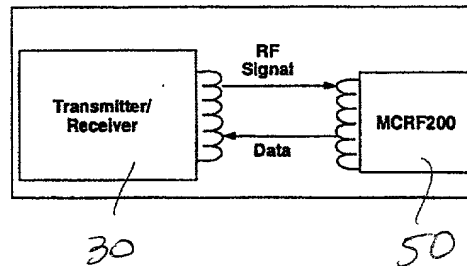 RF
Signal
Transmitter/
Receiver
MCRF200
Data
30
50